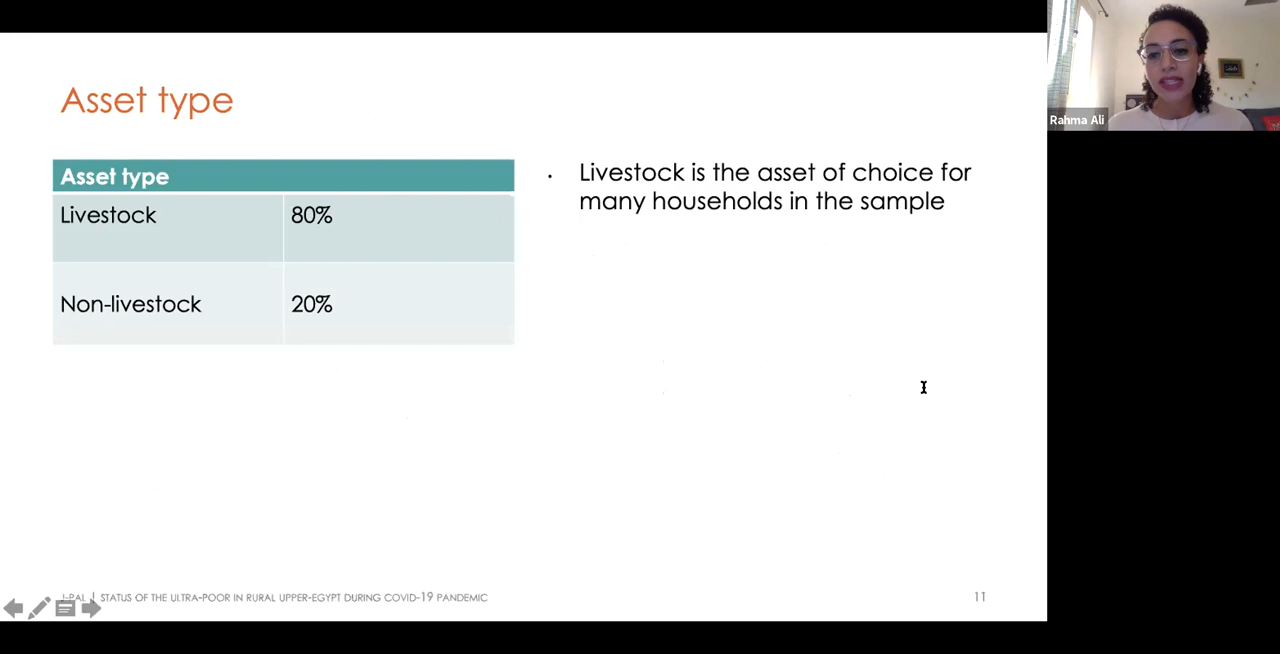 Asset type
Asset type
Livestock 80%
Non-livestock 20%
• Livestock is the asset of choice for
many households in the sample
J-PAL | STATUS OF THE ULTRA-POOR IN RURAL UPPER-EGYPT DURING COVID-19 PANDEMIC
11
Rahma Ali